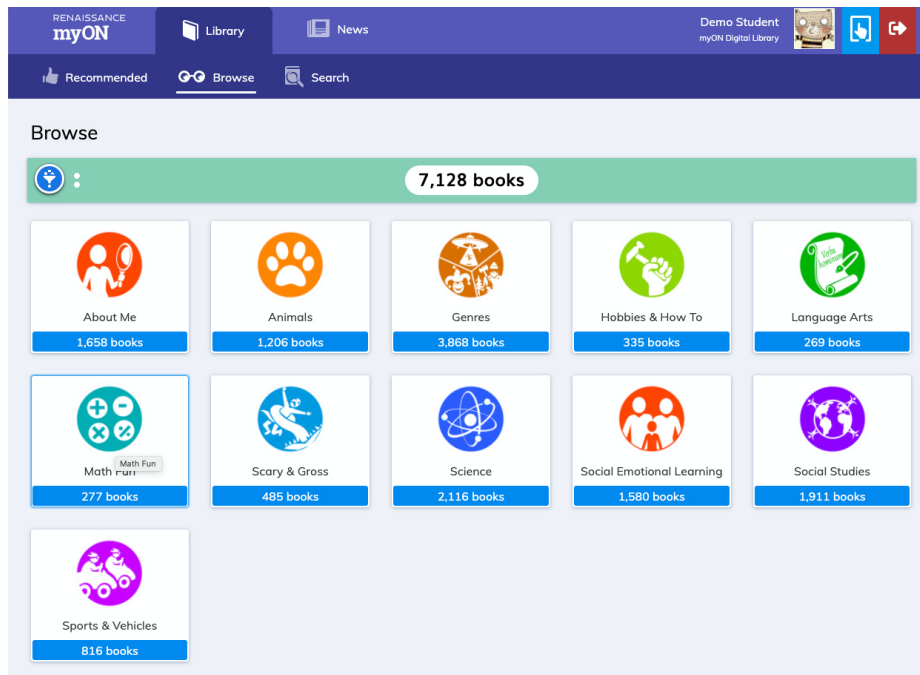 RENAISSANCE
myON
Library
News
Demo Student
myON Digital Library
Recommended
Browse
Search
Browse
:
7,128 books
About Me
1,658 books
Animals
1,206 books
Genres
3,868 books
Hobbies & How To
335 books
Verba
Language Arts
269 books
Math Fun
Math Fun
277 books
Scary & Gross
485 books
Science
2,116 books
Social Emotional Learning
1,580 books
Social Studies
1,911 books
Sports & Vehicles
816 books